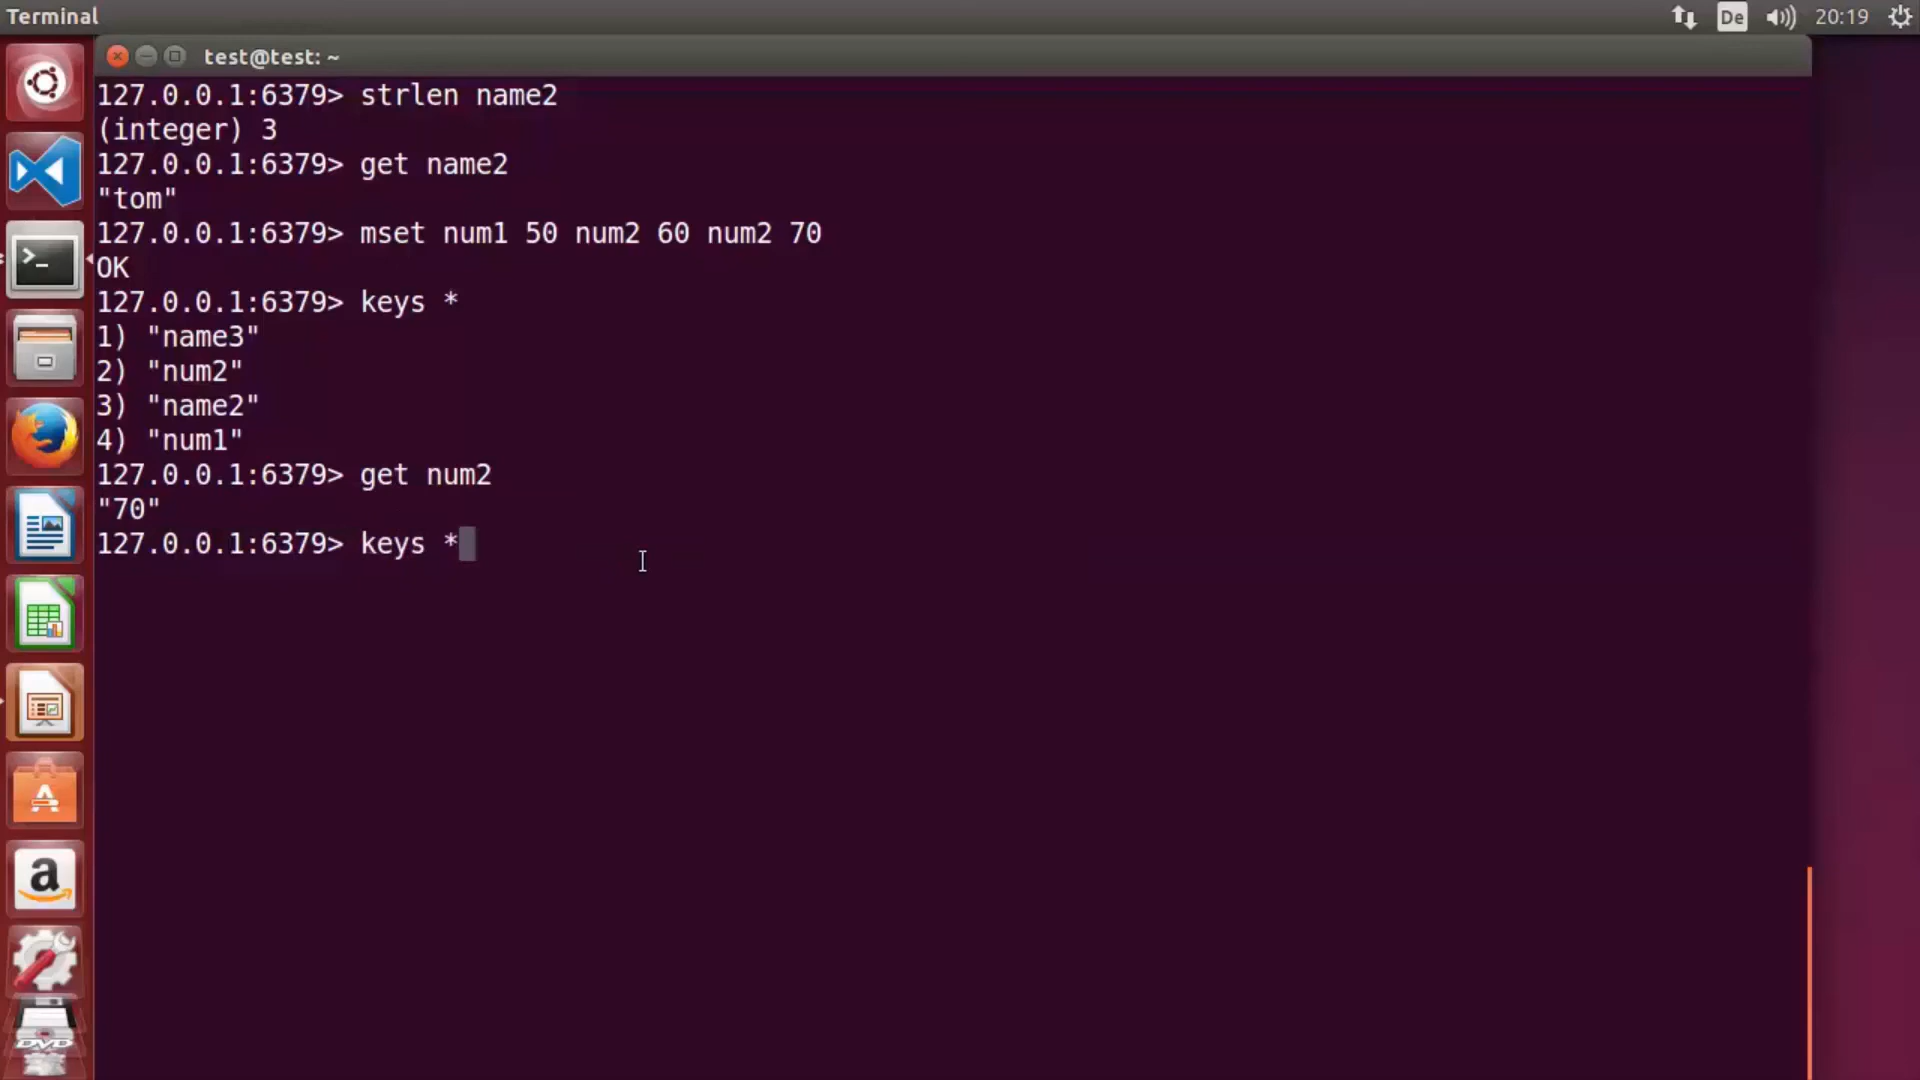 Terminal
De
20:19
test@test: ~
127.0.0.1:6379> strlen name2
(integer) 3
127.0.0.1:6379> get name2
"tom"
127.0.0.1:6379> mset num1 50 num2 60 num2 70
OK
127.0.0.1:6379> keys *
1) "name3"
2) "num2"
3) "name2"
4) "num1"
127.0.0.1:6379> get num2
"70"
127.0.0.1:6379> keys *
>_
A
a
DVD